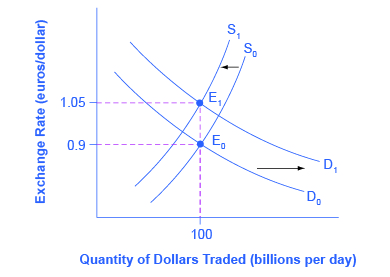 Exchange Rate (euros/dollar)
S₁
S₀
1.05
E₁
0.9
E₀
D₁
D₀
100
Quantity of Dollars Traded (billions per day)